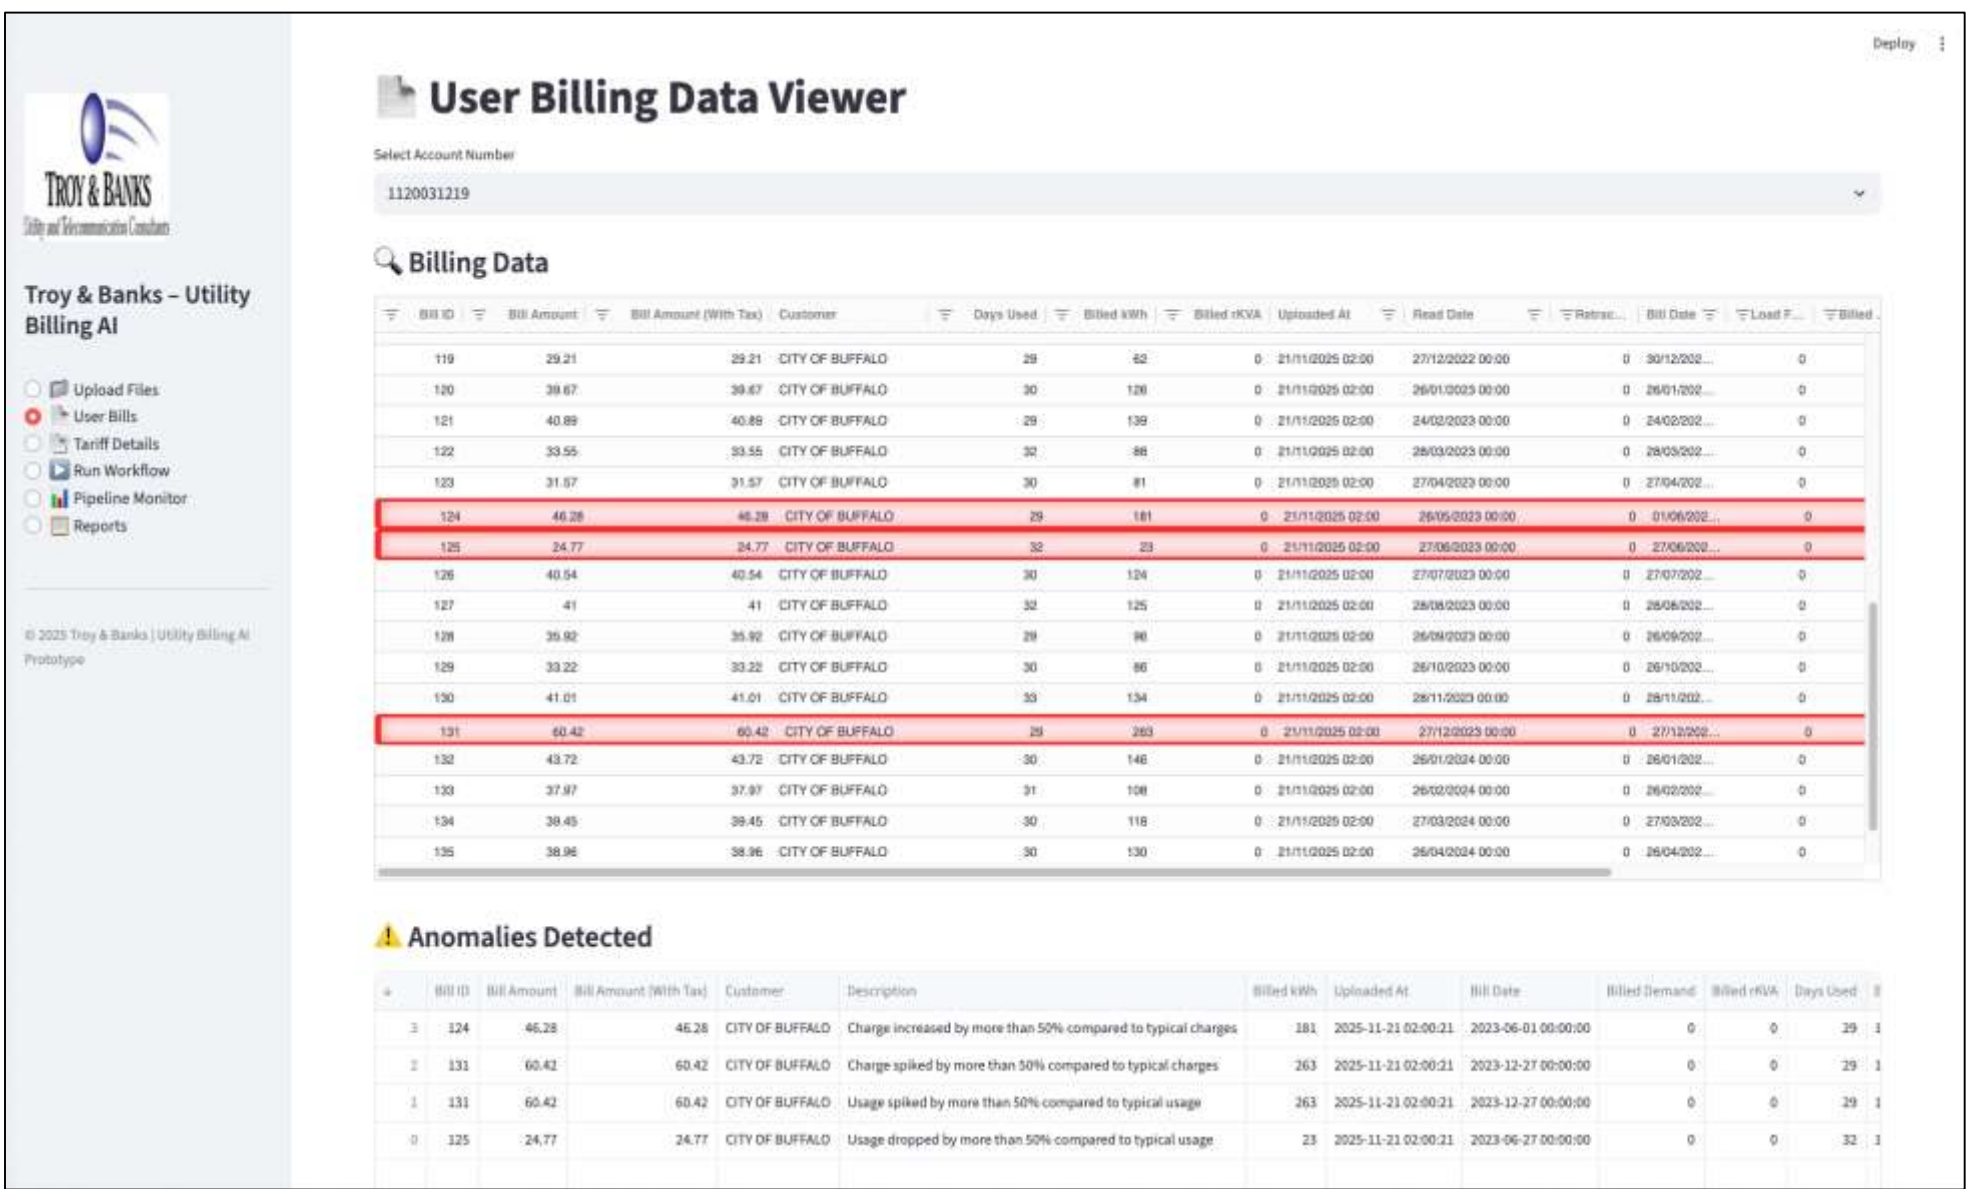 Deploy
TROY & BANKS
Utility and Telecommunication Consultants
Troy & Banks – Utility
Billing AI
Upload Files
User Bills
Tariff Details
Run Workflow
Pipeline Monitor
Reports
© 2025 Troy & Banks | Utility Billing AI
Prototype
User Billing Data Viewer
Select Account Number
1120031219
Billing Data
Bill ID Bill Amount Bill Amount (With Tax) Customer Days Used Billed kWh Billed rKVA Uploaded At Read Date Retrac... Bill Date Load F... Billed
119 29.21 29.21 CITY OF BUFFALO 29 62 0 21/11/2025 02:00 27/12/2022 00:00 0 30/12/202... 0
120 39.67 39.67 CITY OF BUFFALO 30 126 0 21/11/2025 02:00 26/01/2023 00:00 0 26/01/202... 0
121 40.89 40.89 CITY OF BUFFALO 29 139 0 21/11/2025 02:00 24/02/2023 00:00 0 24/02/202... 0
122 33.55 33.55 CITY OF BUFFALO 32 0 21/11/2025 02:00 28/03/2023 00:00 0 28/03/202... 0
123 31.57 31.57 CITY OF BUFFALO 30 81 0 21/11/2025 02:00 27/04/2023 00:00 0 27/04/202... 0
124 46.28 46.28 CITY OF BUFFALO 29 181 0 21/11/2025 02:00 26/05/2023 00:00 0 01/06/202... 0
125 24.77 24.77 CITY OF BUFFALO 32 23 0 21/11/2025 02:00 27/06/2023 00:00 0 27/06/202... 0
126 40.54 40.54 CITY OF BUFFALO 30 124 0 21/11/2025 02:00 27/07/2023 00:00 0 27/07/202... 0
127 41 41 CITY OF BUFFALO 32 125 0 21/11/2025 02:00 28/08/2023 00:00 0 28/08/202... 0
128 35.92 35.92 CITY OF BUFFALO 29 0 21/11/2025 02:00 26/09/2023 00:00 0 26/09/202... 0
129 33.22 33.22 CITY OF BUFFALO 30 86 0 21/11/2025 02:00 26/10/2023 00:00 0 26/10/202... 0
130 41.01 41.01 CITY OF BUFFALO 33 134 0 21/11/2025 02:00 28/11/2023 00:00 0 28/11/202... 0
131 60.42 60.42 CITY OF BUFFALO 29 263 0 21/11/2025 02:00 27/12/2023 00:00 0 27/12/202... 0
132 43.72 43.72 CITY OF BUFFALO 30 146 0 21/11/2025 02:00 26/01/2024 00:00 0 26/01/202... 0
133 37.97 37.97 CITY OF BUFFALO 31 108 0 21/11/2025 02:00 26/02/2024 00:00 0 26/02/202... 0
134 39.45 39.45 CITY OF BUFFALO 30 0 21/11/2025 02:00 27/03/2024 00:00 0 27/03/202... 0
135 38.96 38.96 CITY OF BUFFALO 30 130 0 21/11/2025 02:00 26/04/2024 00:00 0 26/04/202... 0
Anomalies Detected
Bill ID Bill Amount Bill Amount (With Tax) Customer Description Billed kWh Uploaded At Bill Date Billed Demand Billed rKVA Days Used
3 124 46.28 46.28 CITY OF BUFFALO Charge increased by more than 50% compared to typical charges 181 2025-11-21 02:00:21 2023-06-01 00:00:00 0 0 29
2 131 60.42 60.42 CITY OF BUFFALO Charge spiked by more than 50% compared to typical charges 263 2025-11-21 02:00:21 2023-12-27 00:00:00 0 0 29
1 131 60.42 60.42 CITY OF BUFFALO Usage spiked by more than 50% compared to typical usage 263 2025-11-21 02:00:21 2023-12-27 00:00:00 0 0 29
0 125 24.77 24.77 CITY OF BUFFALO Usage dropped by more than 50% compared to typical usage 23 2025-11-21 02:00:21 2023-06-27 00:00:00 0 0 32